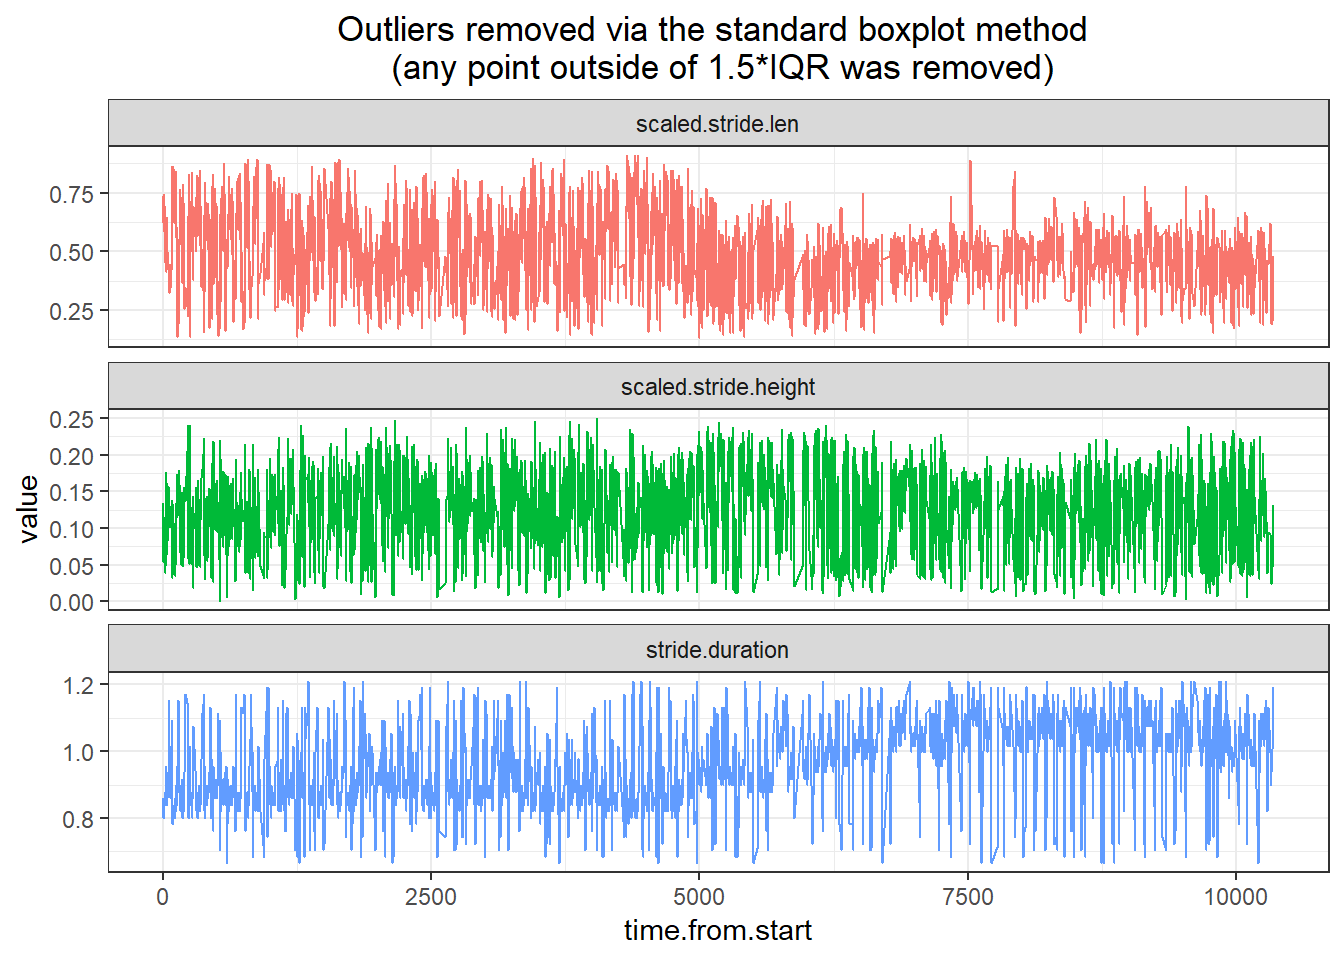 Outliers removed via the standard boxplot method
(any point outside of 1.5*IQR was removed)
scaled.stride.len
0.75
0.50
0.25
scaled.stride.height
0.25
0.20
0.15
0.10
0.05
0.00
value
stride.duration
1.2
1.0
0.8
0
2500
5000
7500
10000
time.from.start